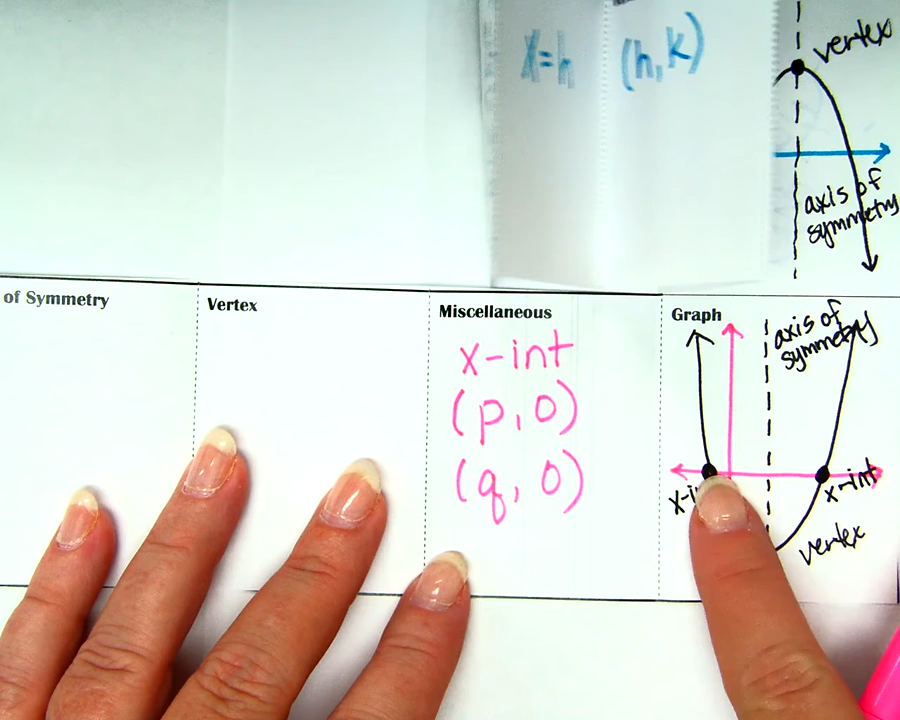 x=h
(h,k)
vertex
axis of
symmetry
of Symmetry
Vertex
Miscellaneous
x-int
(p,0)
(q,0)
Graph
axis of
symmetry
x-i
x-int
vertex